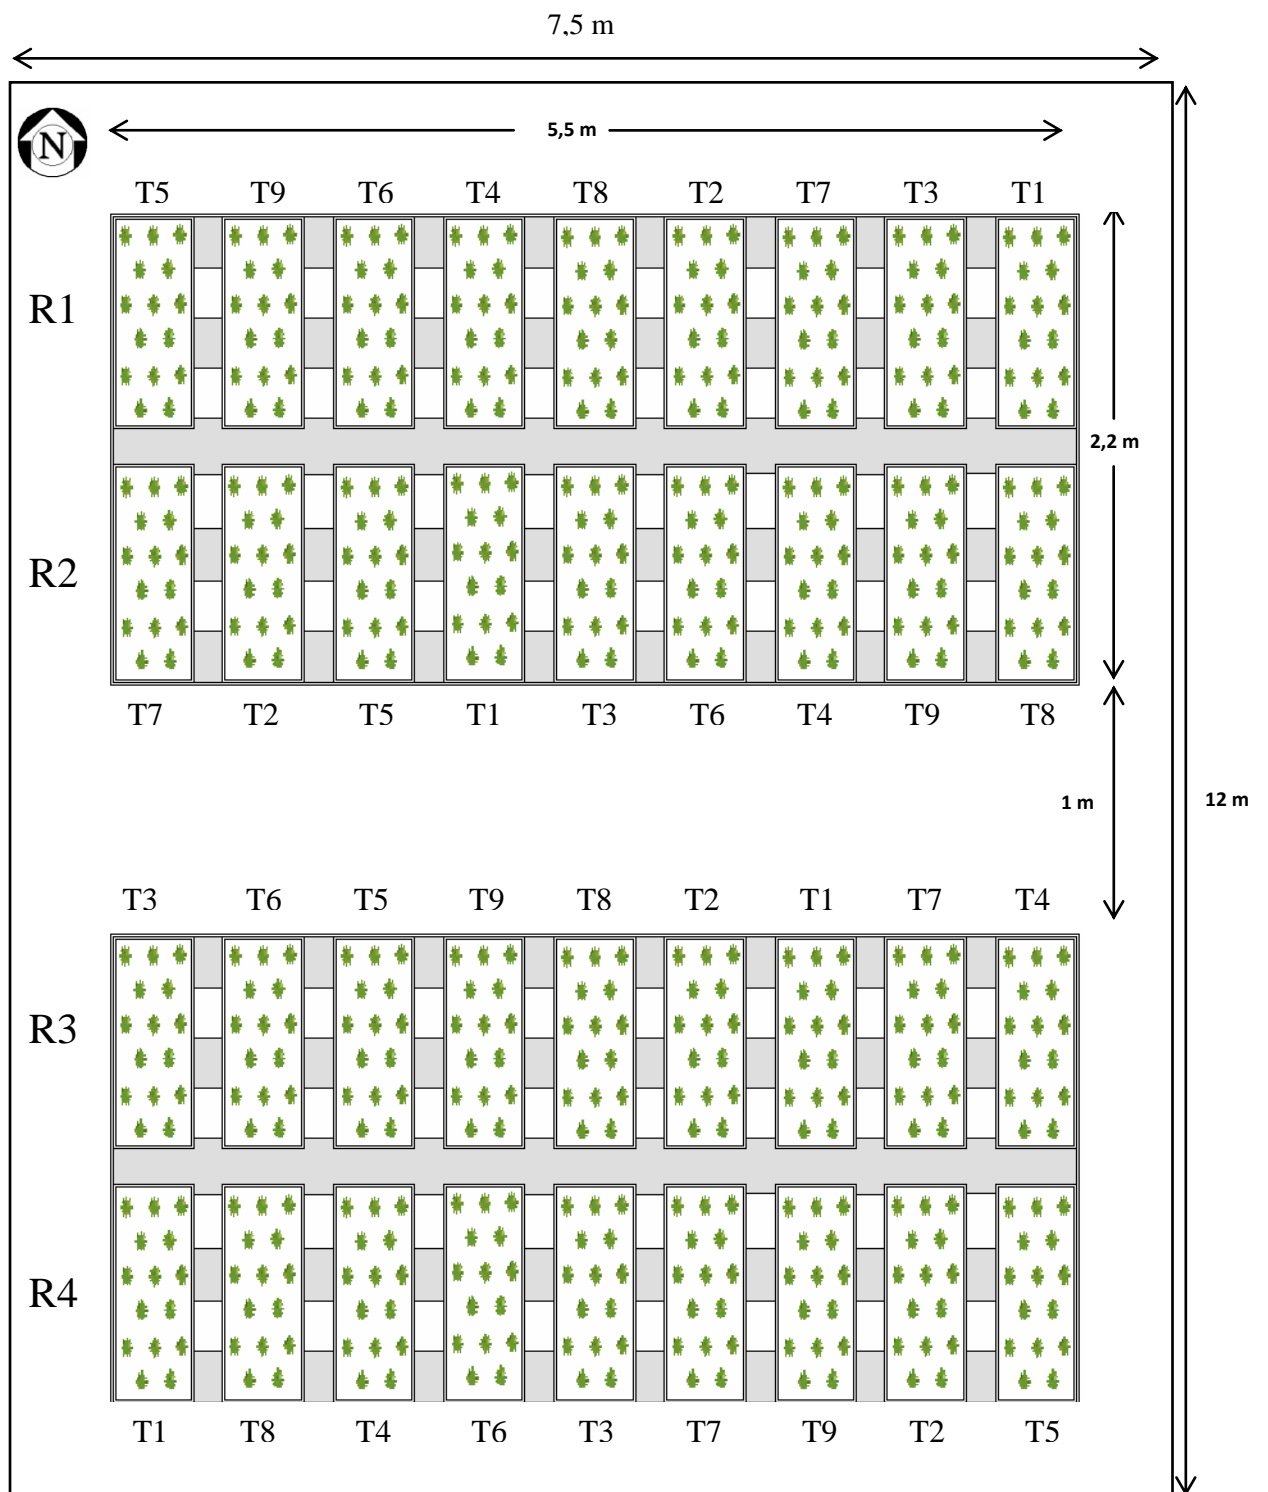 7,5 m
N
5,5 m
T5 T9 T6 T4 T8 T2 T7 T3 T1
R1
2,2 m
R2
T7 T2 T5 T1 T3 T6 T4 T9 T8
1 m
12 m
T3 T6 T5 T9 T8 T2 T1 T7 T4
R3
R4
T1 T8 T4 T6 T3 T7 T9 T2 T5